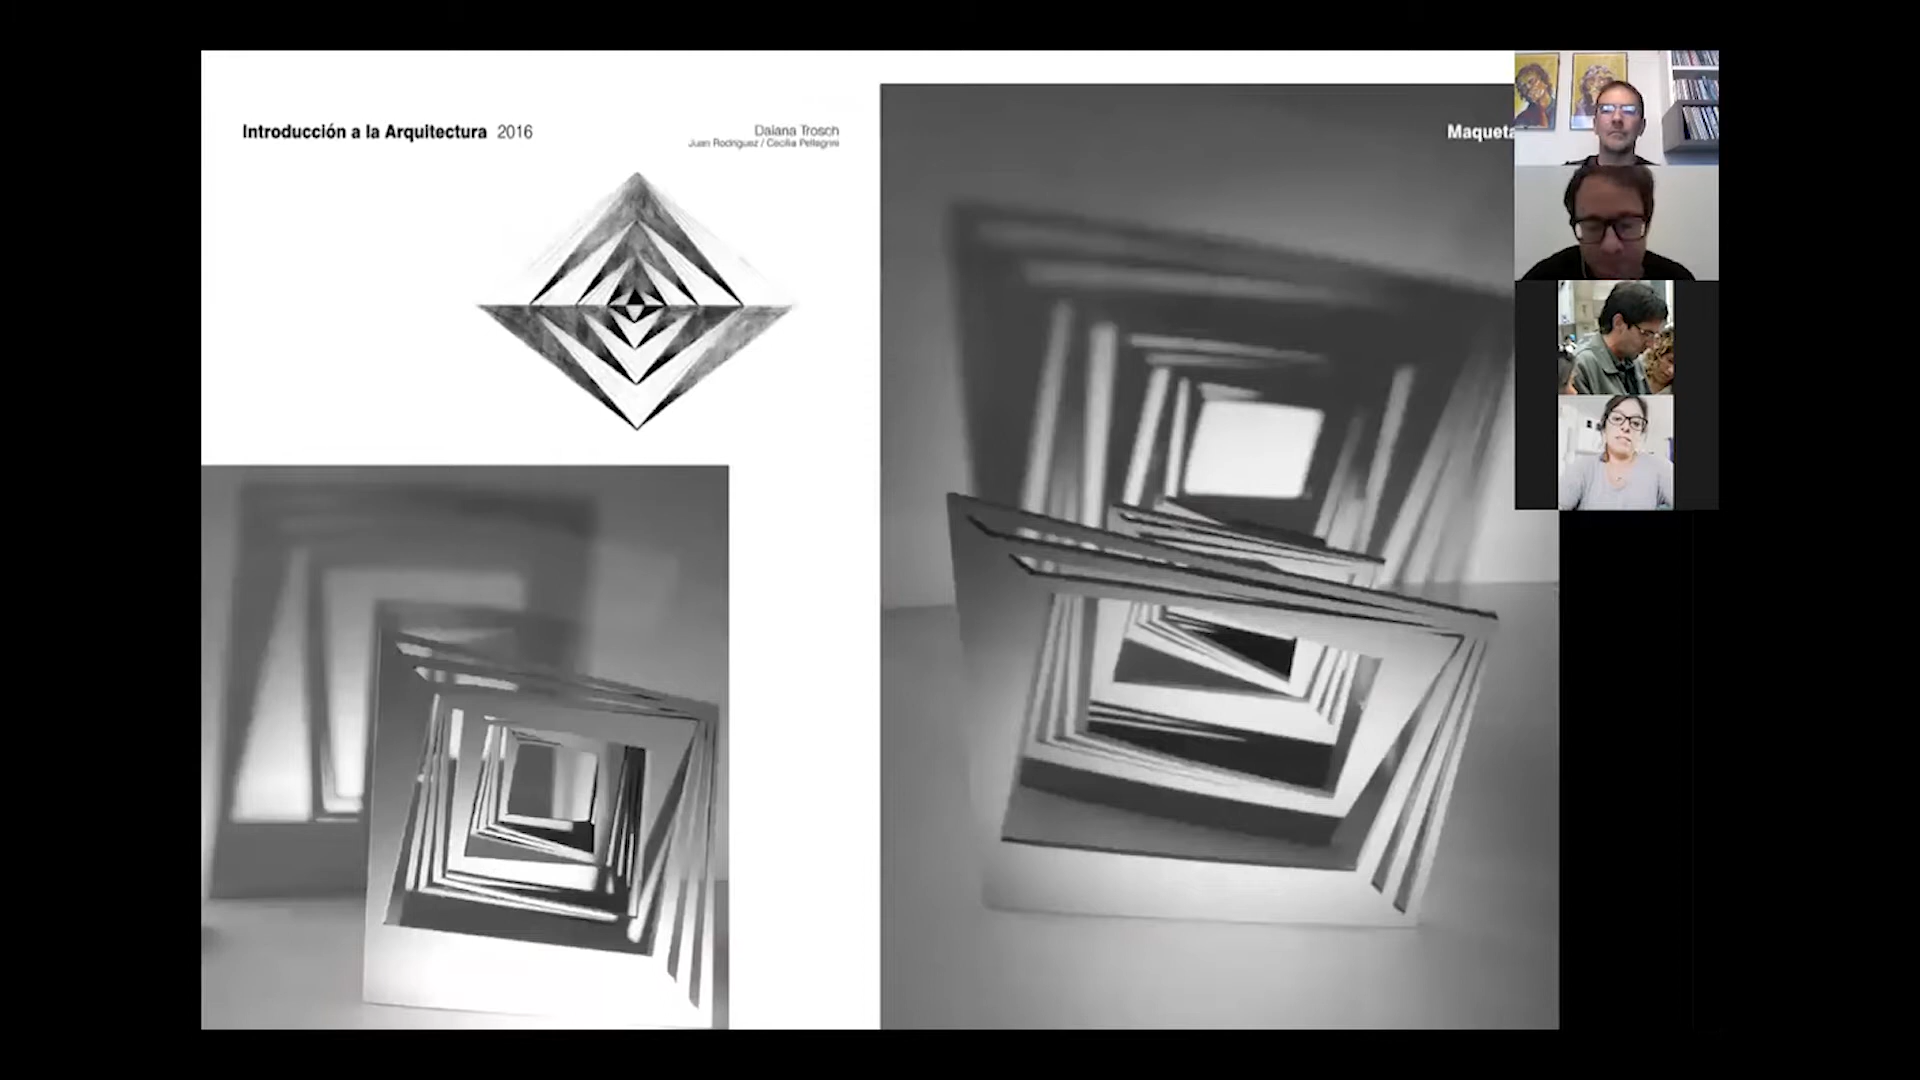 Introducción a la Arquitectura 2016
Daiana Trosch
Juan Rodriguez / Cecilia Pellegrini
Maqueta